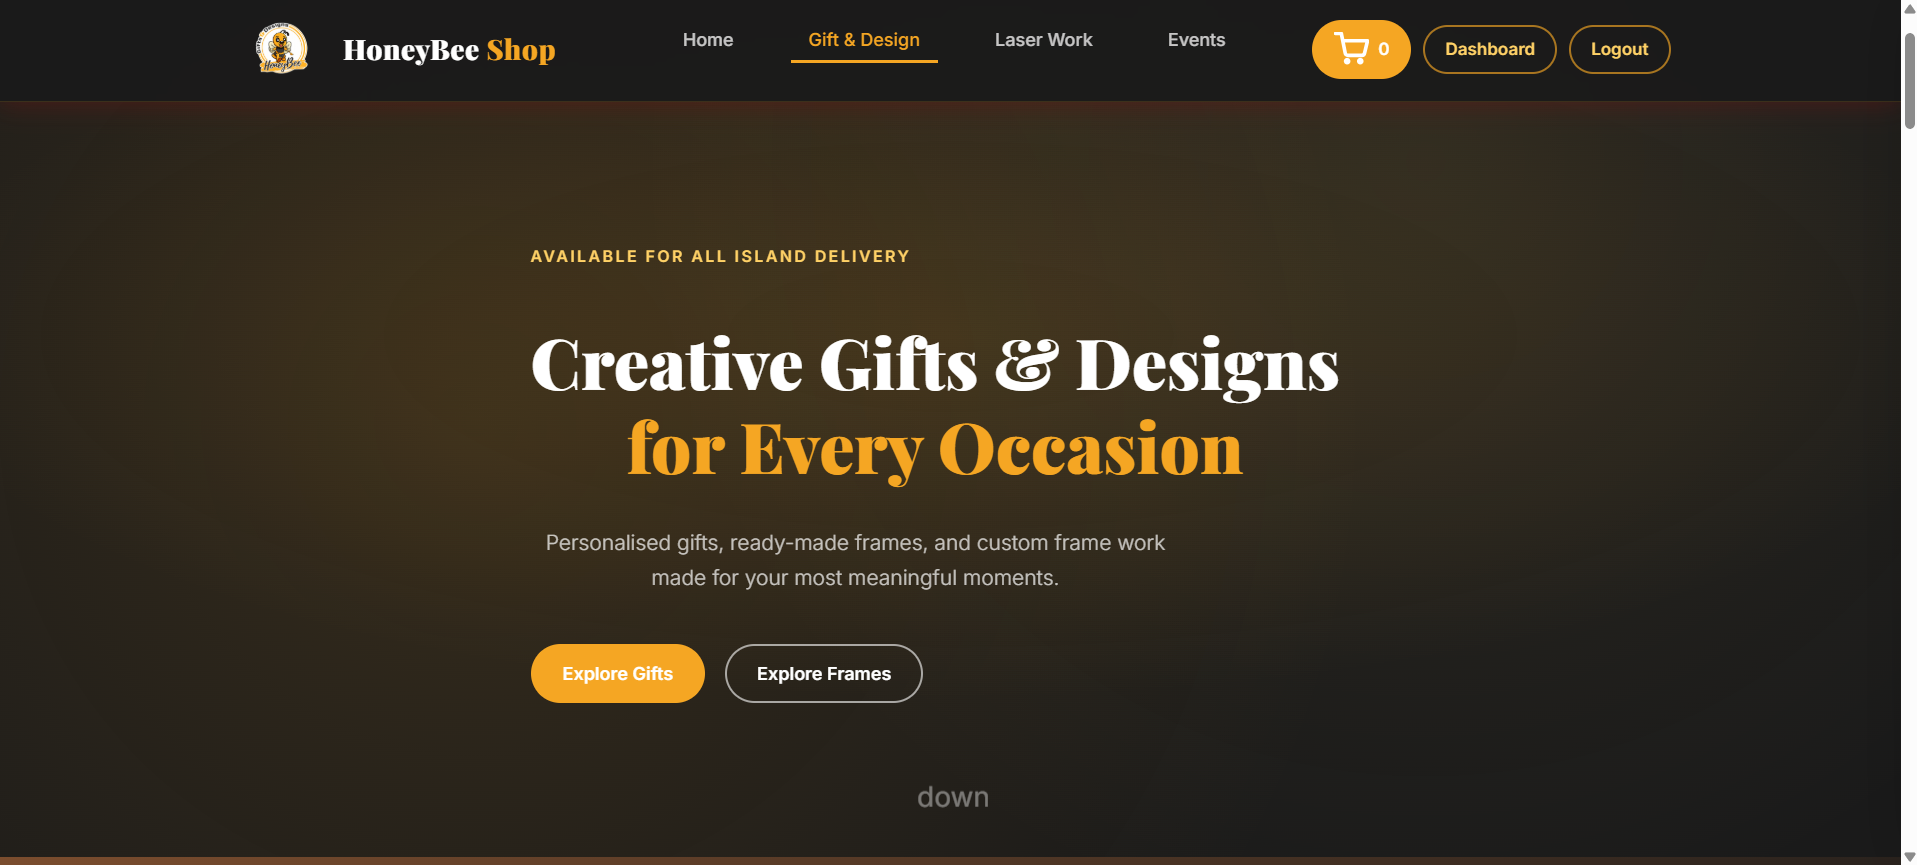 HoneyBee
HoneyBee Shop
Home
Gift & Design
Laser Work
Events
0
Dashboard
Logout
AVAILABLE FOR ALL ISLAND DELIVERY
Creative Gifts & Designs
for Every Occasion
Personalised gifts, ready-made frames, and custom frame work
made for your most meaningful moments.
Explore Gifts
Explore Frames
down